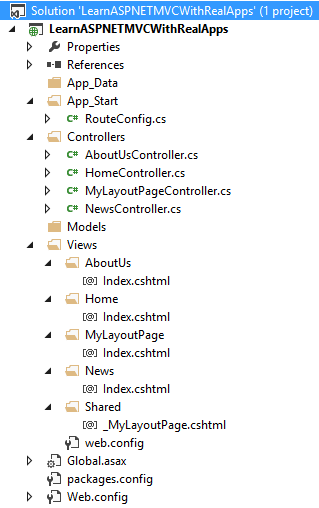 Solution 'LearnASPNETMVCWithRealApps' (1 project)
LearnASPNETMVCWithRealApps
Properties
References
App_Data
App_Start
C# RouteConfig.cs
Controllers
C# AboutUsController.cs
C# HomeController.cs
C# MyLayoutPageController.cs
C# NewsController.cs
Models
Views
AboutUs
[@] Index.cshtml
Home
[@] Index.cshtml
MyLayoutPage
[@] Index.cshtml
News
[@] Index.cshtml
Shared
[@] _MyLayoutPage.cshtml
web.config
Global.asax
packages.config
Web.config